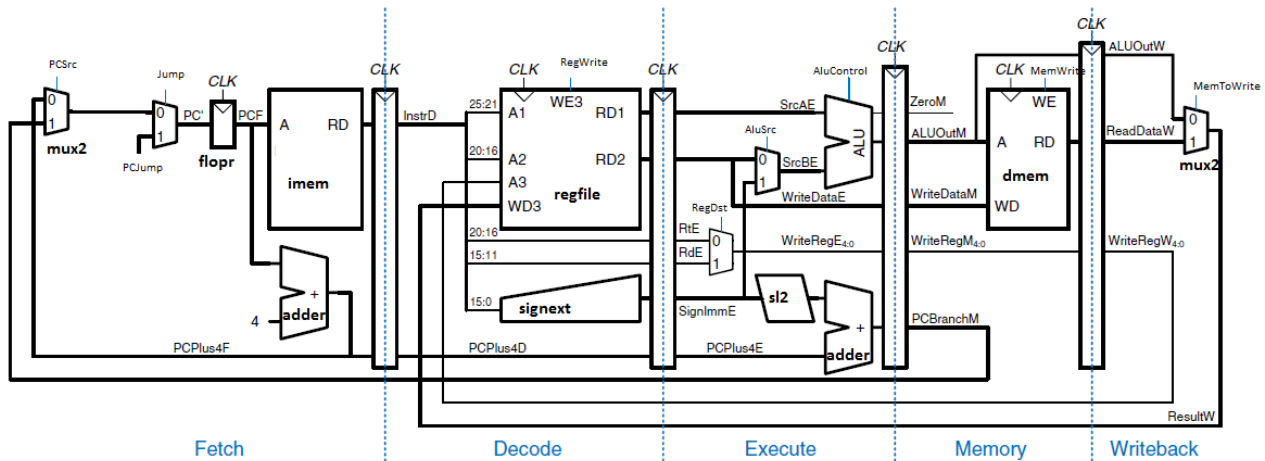 CLK
CLK
ALUOutW
PCSrc
Jump
CLK
CLK
CLK
RegWrite
CLK
AluControl
CLK
MemWrite
MemToWrite
0
1
mux2
0
1
PC'
PCJump
PCF
flopr
A RD
imem
InstrD
25:21
20:16
A1
A2
A3
WD3
WE3
RD1
RD2
regfile
SrcAE
AluSrc
0
1
SrcBE
ALU
ZeroM
ALUOutM
WE
A RD
dmem
WD
ReadDataW
0
1
mux2
WriteDataE
WriteDataM
20:16
15:11
RtE
RdE
RegDst
0
1
WriteRegE4:0
WriteRegM4:0
WriteRegW4:0
4
+
adder
15:0
signext
SignImmE
sl2
+
adder
PCBranchM
PCPlus4F
PCPlus4D
PCPlus4E
ResultW
Fetch
Decode
Execute
Memory
Writeback